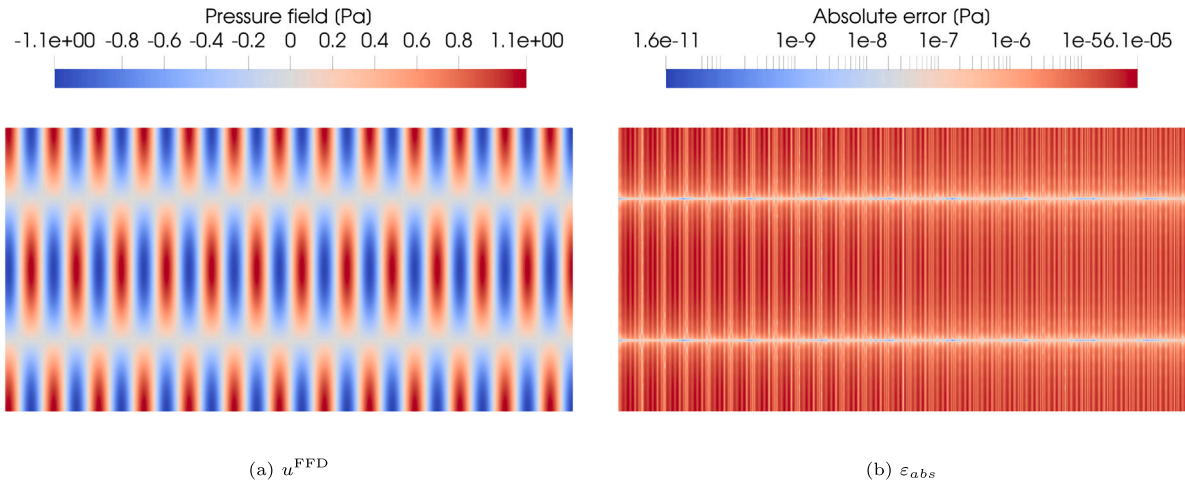 Pressure field (Pa)
-1.1e+00 -0.8 -0.6 -0.4 -0.2 0 0.2 0.4 0.6 0.8 1.1e+00
Absolute error (Pa)
1.6e-11 1e-9 1e-8 1e-7 1e-6 1e-56.1e-05
(a) u^FFD
(b) ε_abs